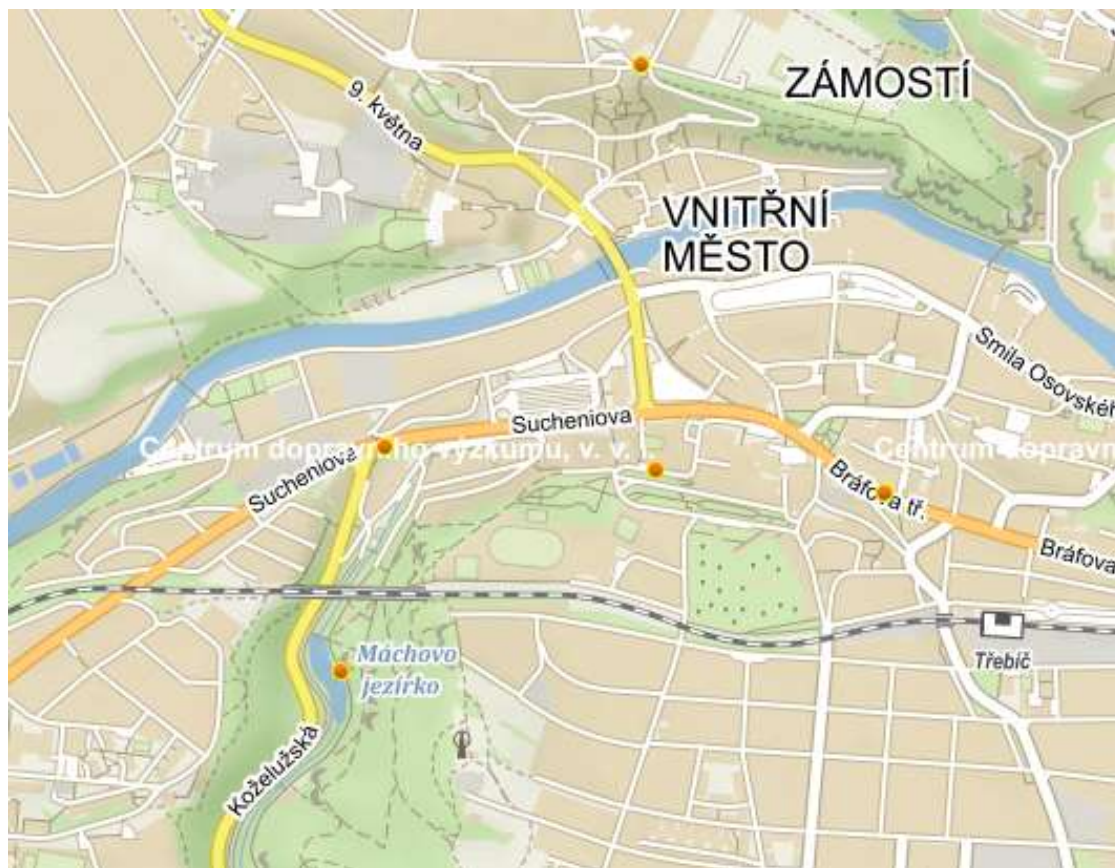 ZÁMOSTÍ
9. května
VNITŘNÍ
MĚSTO
Smila Osovského
Sucheniova
Centrum dopravního výzkumu, v. v.
Centrum dopravn
Sucheniova
Bráfova tř.
Bráfova
Máchovo
jezírko
Třebíč
Koželužská